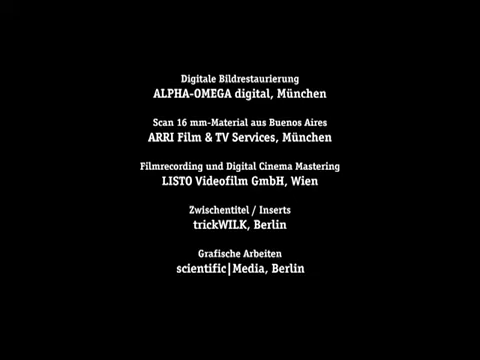 Digitale Bildrestaurierung
ALPHA-OMEGA digital, München
Scan 16 mm-Material aus Buenos Aires
ARRI Film & TV Services, München
Filmrecording und Digital Cinema Mastering
LISTO Videofilm GmbH, Wien
Zwischentitel / Inserts
trickWILK, Berlin
Grafische Arbeiten
scientific|Media, Berlin